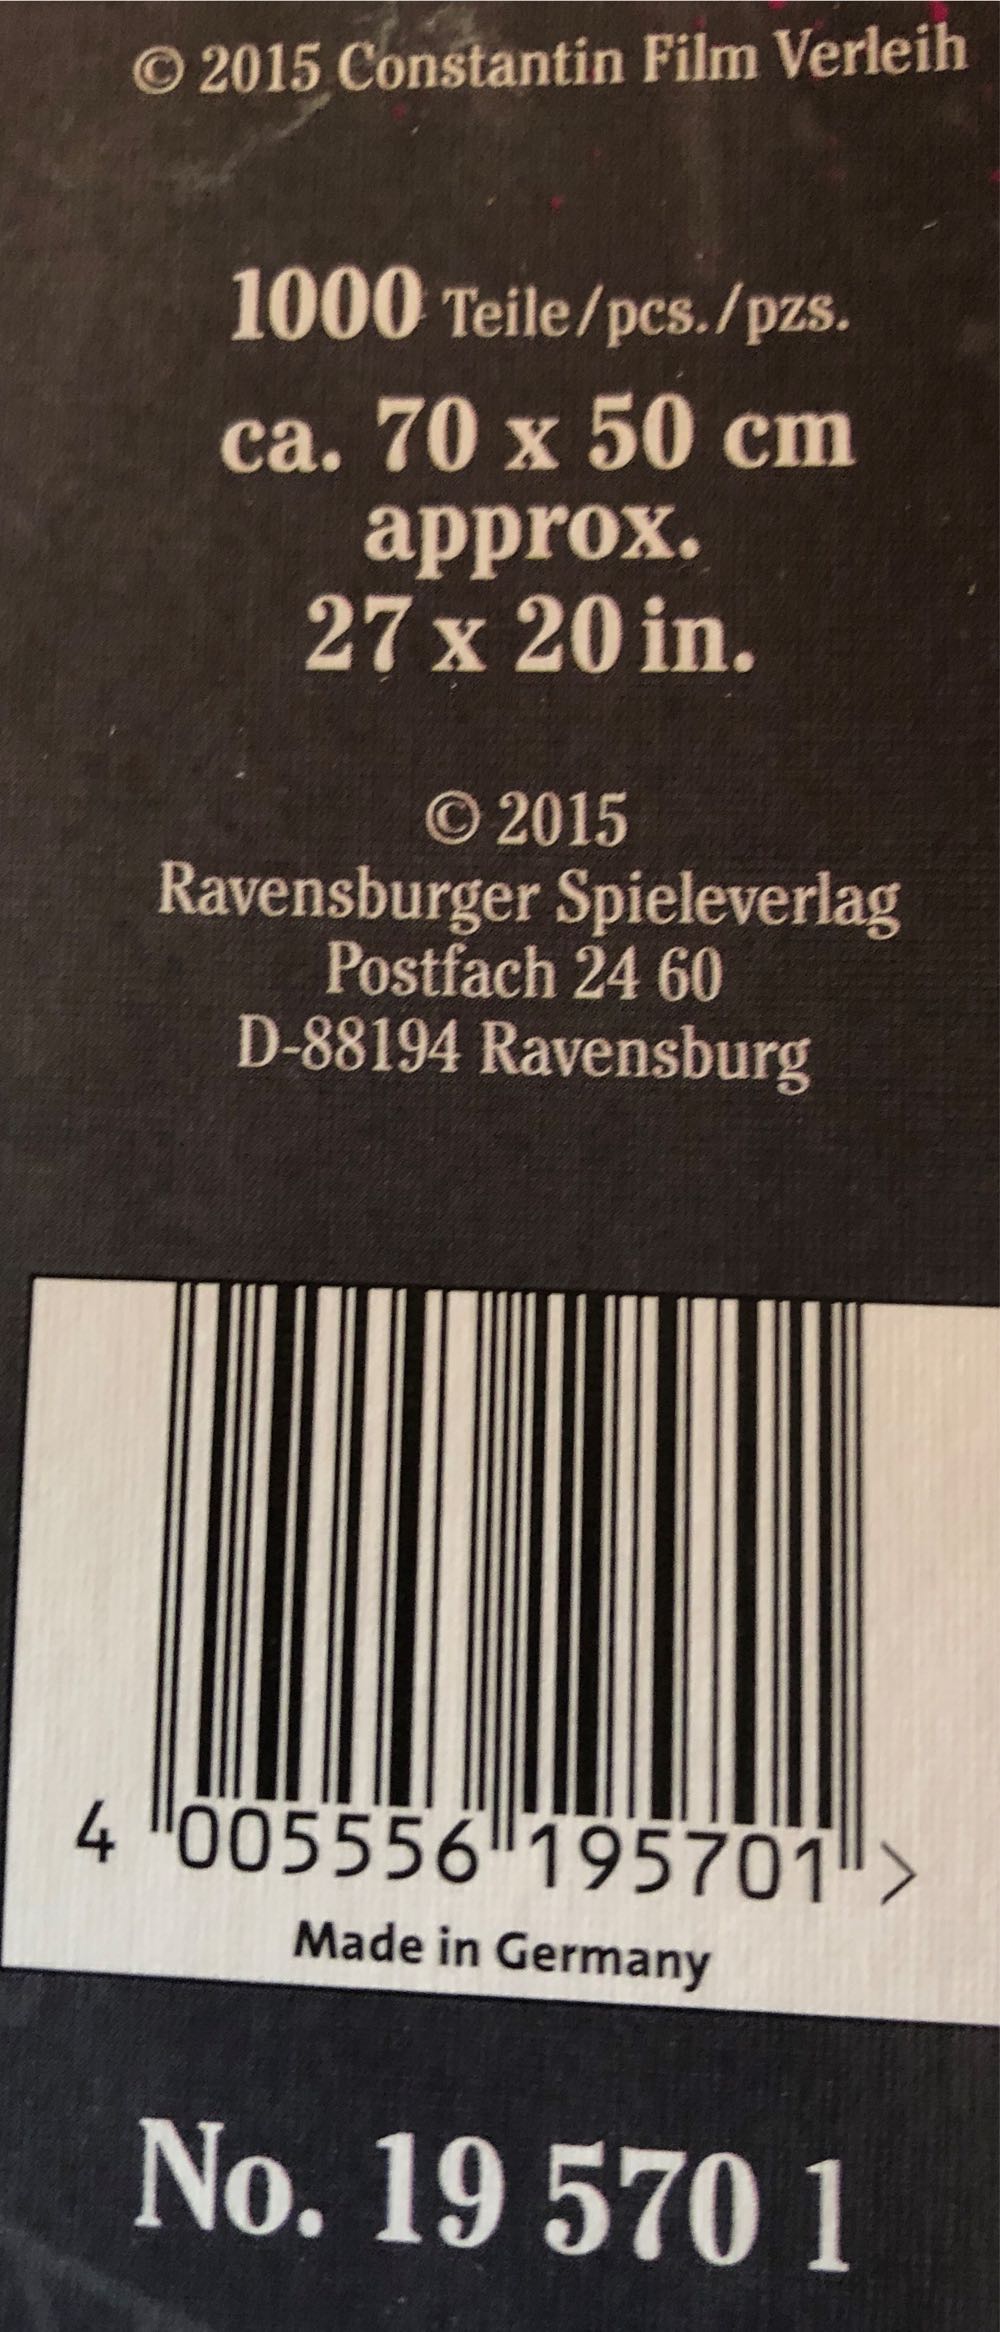 © 2015 Constantin Film Verleih
1000 Teile/pcs./pzs.
ca. 70 x 50 cm
approx.
27 x 20 in.
© 2015
Ravensburger Spieleverlag
Postfach 24 60
D-88194 Ravensburg
4 005556 195701 >
Made in Germany
No. 19 570 1